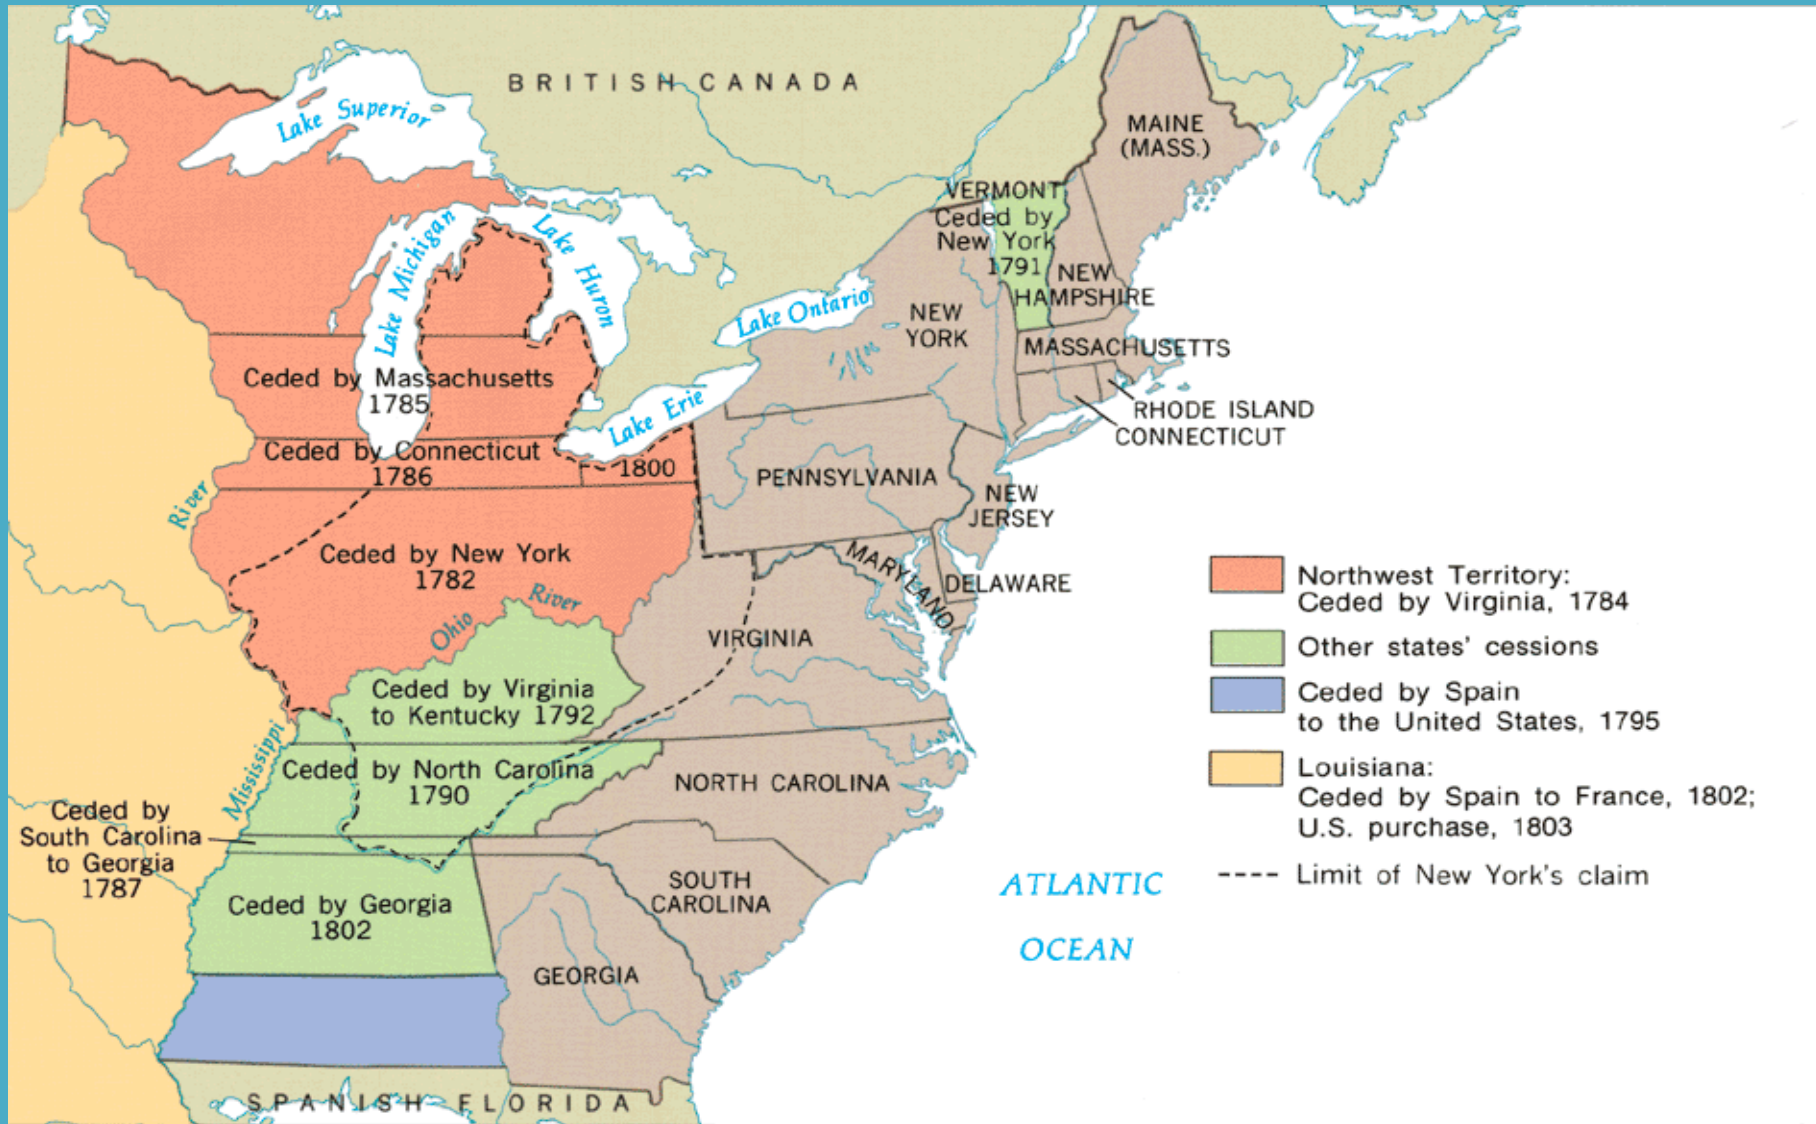 BRITISH CANADA
Lake Superior
MAINE
(MASS.)
VERMONT
Ceded by
New York
1791
Lake Michigan
Lake Huron
NEW
HAMPSHIRE
Lake Ontario
NEW
YORK
MASSACHUSETTS
Ceded by Massachusetts
1785
Lake Erie
RHODE ISLAND
CONNECTICUT
Ceded by Connecticut
1786
1800
PENNSYLVANIA
River
NEW
JERSEY
Ceded by New York
1782
MARYLAND
DELAWARE
Ohio River
VIRGINIA
Ceded by Virginia
to Kentucky 1792
Mississippi
Ceded by North Carolina
1790
NORTH CAROLINA
Ceded by
South Carolina
to Georgia
1787
SOUTH
CAROLINA
Ceded by Georgia
1802
GEORGIA
ATLANTIC
OCEAN
SPANISH FLORIDA
Northwest Territory:
Ceded by Virginia, 1784
Other states' cessions
Ceded by Spain
to the United States, 1795
Louisiana:
Ceded by Spain to France, 1802;
U.S. purchase, 1803
Limit of New York's claim